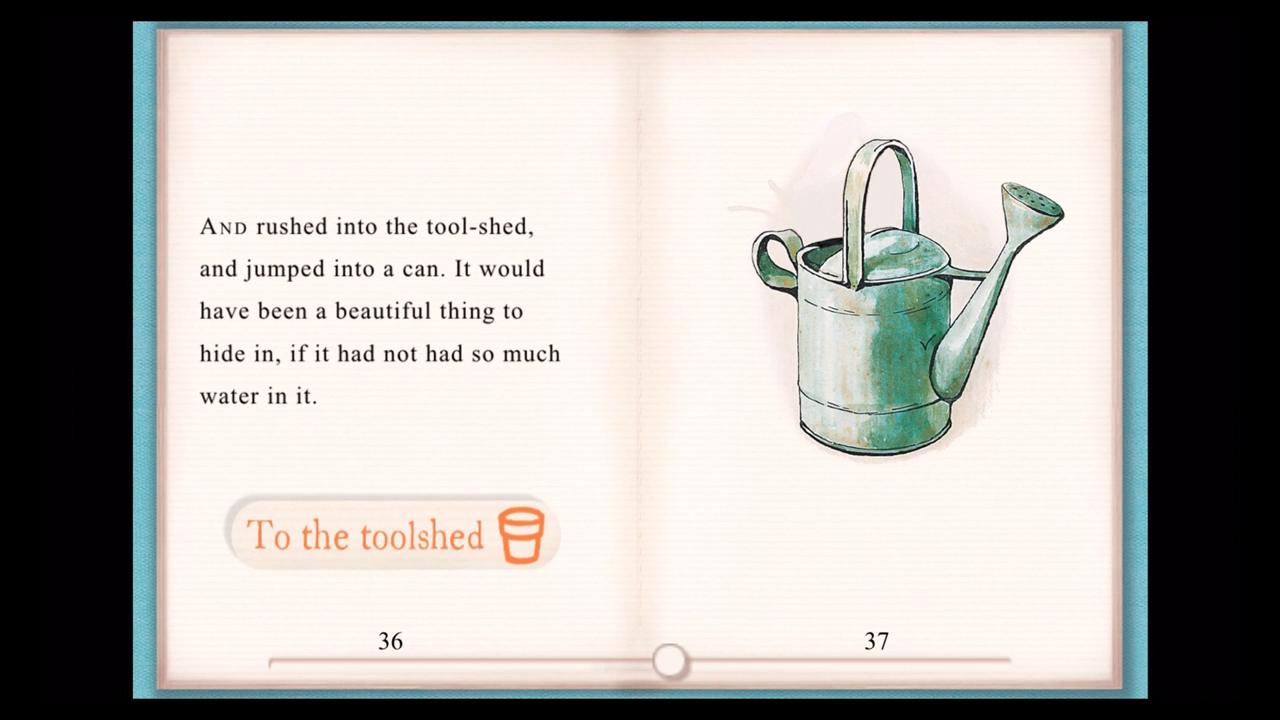 AND rushed into the tool-shed,
and jumped into a can. It would
have been a beautiful thing to
hide in, if it had not had so much
water in it.
To the toolshed
36
37